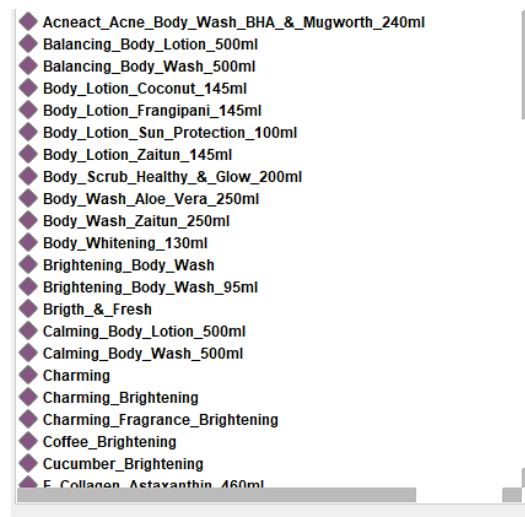 Acneact_Acne_Body_Wash_BHA_&_Mugworth_240ml
Balancing_Body_Lotion_500ml
Balancing_Body_Wash_500ml
Body_Lotion_Coconut_145ml
Body_Lotion_Frangipani_145ml
Body_Lotion_Sun_Protection_100ml
Body_Lotion_Zaitun_145ml
Body_Scrub_Healthy_&_Glow_200ml
Body_Wash_Aloe_Vera_250ml
Body_Wash_Zaitun_250ml
Body_Whitening_130ml
Brightening_Body_Wash
Brightening_Body_Wash_95ml
Brigth_&_Fresh
Calming_Body_Lotion_500ml
Calming_Body_Wash_500ml
Charming
Charming_Brightening
Charming_Fragrance_Brightening
Coffee_Brightening
Cucumber_Brightening
E_Collagen_Astaxanthin_460ml